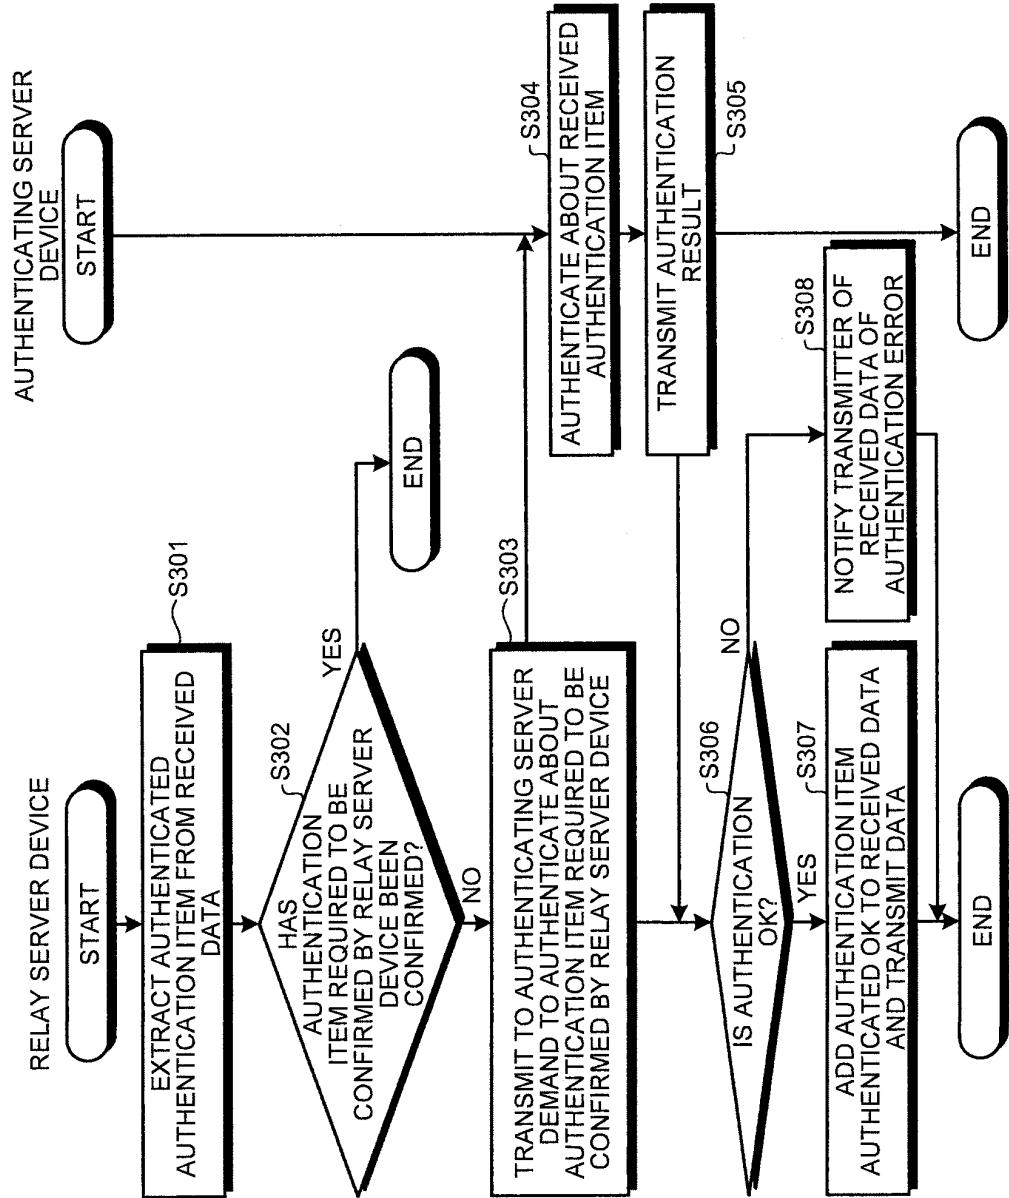 RELAY SERVER DEVICE
START
S301
EXTRACT AUTHENTICATED
AUTHENTICATION ITEM FROM RECEIVED
DATA
S302
HAS
AUTHENTICATION
ITEM REQUIRED TO BE
CONFIRMED BY RELAY SERVER
DEVICE BEEN
CONFIRMED?
YES
END
NO
S303
TRANSMIT TO AUTHENTICATING SERVER
DEMAND TO AUTHENTICATE ABOUT
AUTHENTICATION ITEM REQUIRED TO BE
CONFIRMED BY RELAY SERVER DEVICE
S306
IS AUTHENTICATION
OK?
NO
YES
S307
ADD AUTHENTICATION ITEM
AUTHENTICATED OK TO RECEIVED DATA
AND TRANSMIT DATA
S308
NOTIFY TRANSMITTER OF
RECEIVED DATA OF
AUTHENTICATION ERROR
END
AUTHENTICATING SERVER
DEVICE
START
S304
AUTHENTICATE ABOUT RECEIVED
AUTHENTICATION ITEM
TRANSMIT AUTHENTICATION
RESULT
S305
END